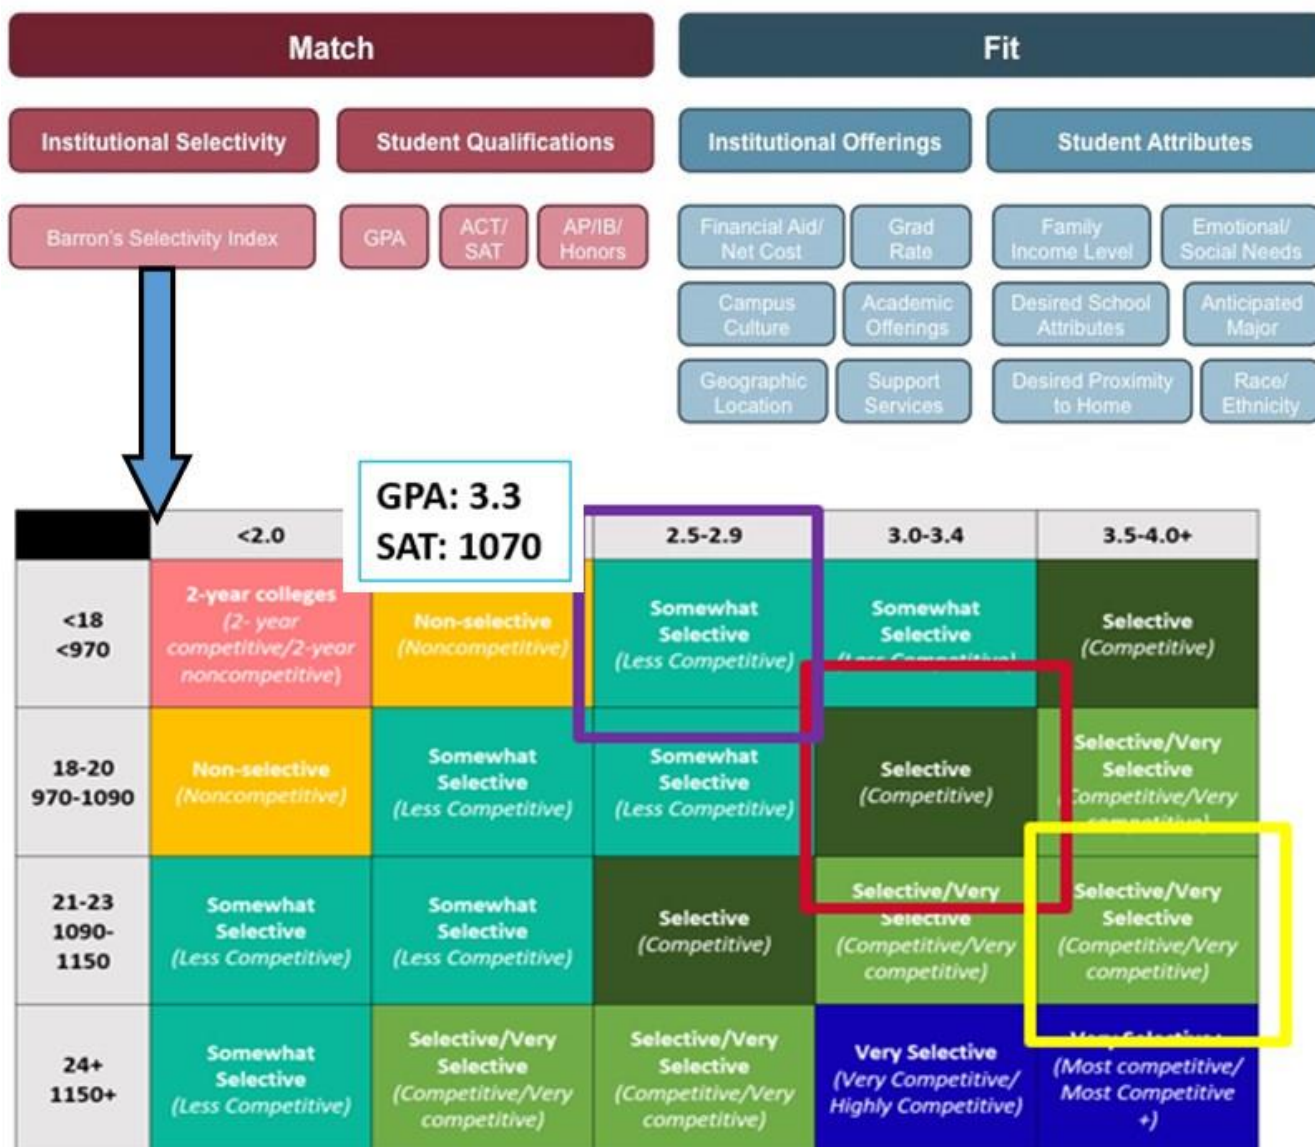 Match
Fit
Institutional Selectivity
Student Qualifications
Institutional Offerings
Student Attributes
Barron's Selectivity Index
GPA
ACT/
SAT
AP/IB/
Honors
Financial Aid/
Net Cost
Grad
Rate
Family
Income Level
Emotional/
Social Needs
Campus
Culture
Academic
Offerings
Desired School
Attributes
Anticipated
Major
Geographic
Location
Support
Services
Desired Proximity
to Home
Race/
Ethnicity
GPA: 3.3
SAT: 1070
<2.0
2.5-2.9
3.0-3.4
3.5-4.0+
<18
<970
2-year colleges
(2- year
competitive/2-year
noncompetitive)
Non-selective
(Noncompetitive)
Somewhat
Selective
(Less Competitive)
Somewhat
Selective
(Less Competitive)
Selective
(Competitive)
18-20
970-1090
Non-selective
(Noncompetitive)
Somewhat
Selective
(Less Competitive)
Somewhat
Selective
(Less Competitive)
Selective
(Competitive)
Selective/Very
Selective
(Competitive/Very
competitive)
21-23
1090-
1150
Somewhat
Selective
(Less Competitive)
Somewhat
Selective
(Less Competitive)
Selective
(Competitive)
Selective/Very
Selective
(Competitive/Very
competitive)
Selective/Very
Selective
(Competitive/Very
competitive)
24+
1150+
Somewhat
Selective
(Less Competitive)
Selective/Very
Selective
(Competitive/Very
competitive)
Selective/Very
Selective
(Competitive/Very
competitive)
Very Selective
(Very Competitive/
Highly Competitive)
Very Selective+
(Most competitive/
Most Competitive
+)